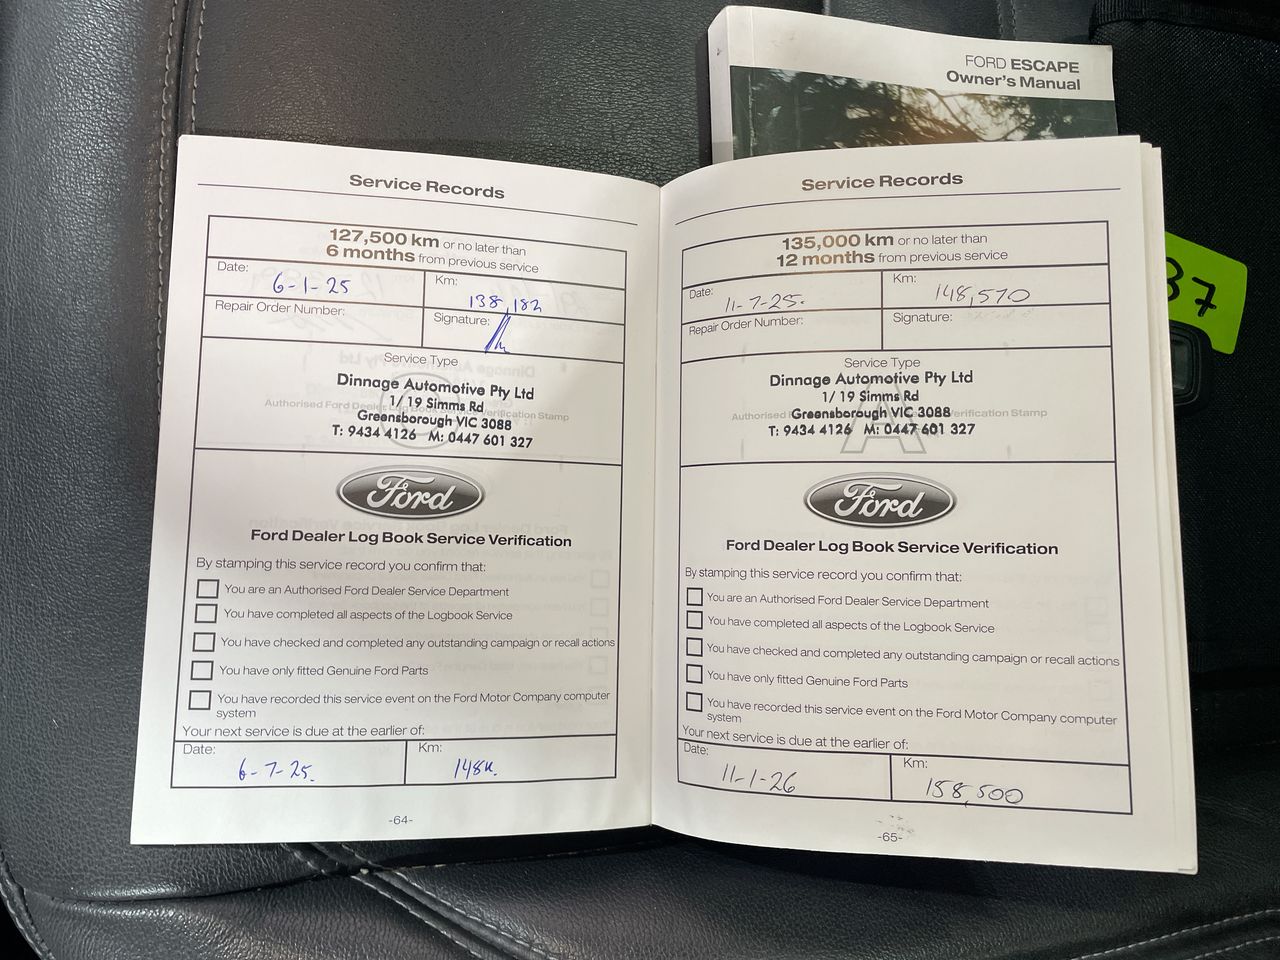 FORD ESCAPE
Owner's Manual
37
Service Records
127,500 km or no later than
6 months from previous service
Date: 6-1-25
Km: 138,182
Repair Order Number:
Signature:
Service Type
Dinnage Automotive Pty Ltd
1/ 19 Simms Rd
Authorised Ford Dealer Log Book Service Verification Stamp
Greensborough VIC 3088
T: 9434 4126 M: 0447 601 327
C
Ford
Ford Dealer Log Book Service Verification
By stamping this service record you confirm that:
You are an Authorised Ford Dealer Service Department
You have completed all aspects of the Logbook Service
You have checked and completed any outstanding campaign or recall actions
You have only fitted Genuine Ford Parts
You have recorded this service event on the Ford Motor Company computer
system
Your next service is due at the earlier of:
Date: 6-7-25.
Km: 148K.
-64-
Service Records
135,000 km or no later than
12 months from previous service
Date: 11-7-25.
Km: 148,570
Repair Order Number:
Signature:
Service Type
Dinnage Automotive Pty Ltd
1/ 19 Simms Rd
Authorised Verification Stamp
Greensborough VIC 3088
T: 9434 4126 M: 0447 601 327
A
Ford
Ford Dealer Log Book Service Verification
By stamping this service record you confirm that:
You are an Authorised Ford Dealer Service Department
You have completed all aspects of the Logbook Service
You have checked and completed any outstanding campaign or recall actions
You have only fitted Genuine Ford Parts
You have recorded this service event on the Ford Motor Company computer
system
Your next service is due at the earlier of:
Date: 11-1-26
Km: 158,500
-65-